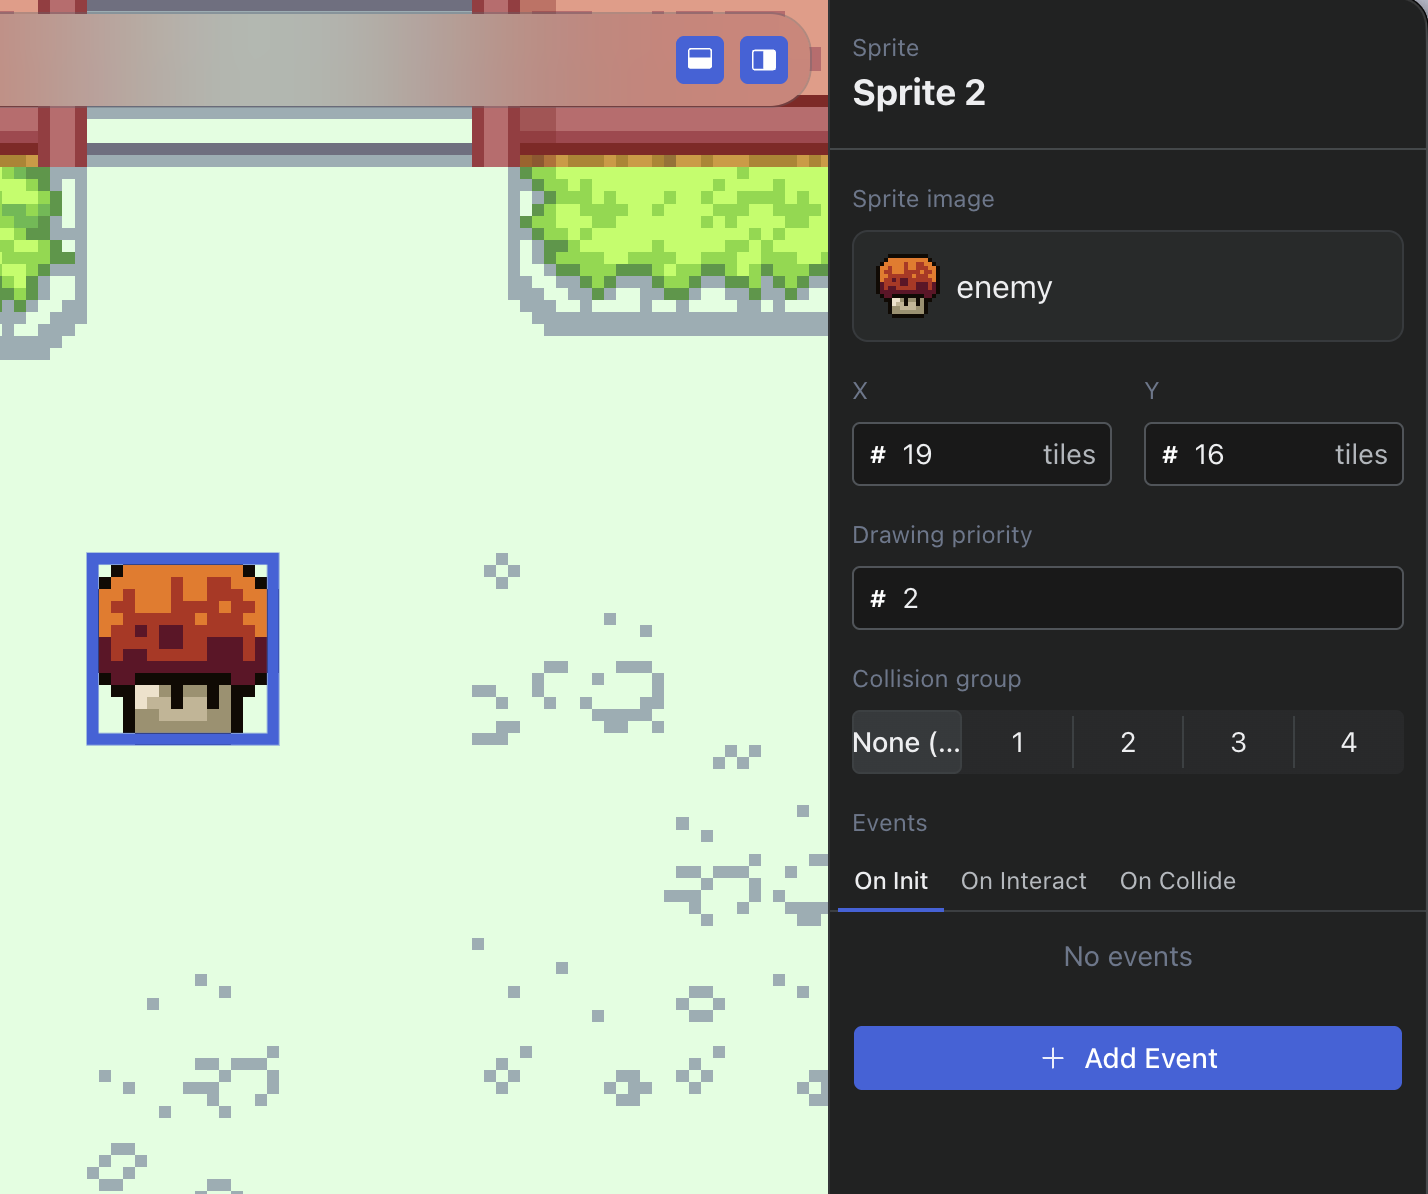 Sprite
Sprite 2
Sprite image
enemy
X Y
# 19 tiles # 16 tiles
Drawing priority
# 2
Collision group
None (... 1 2 3 4
Events
On Init On Interact On Collide
No events
+ Add Event